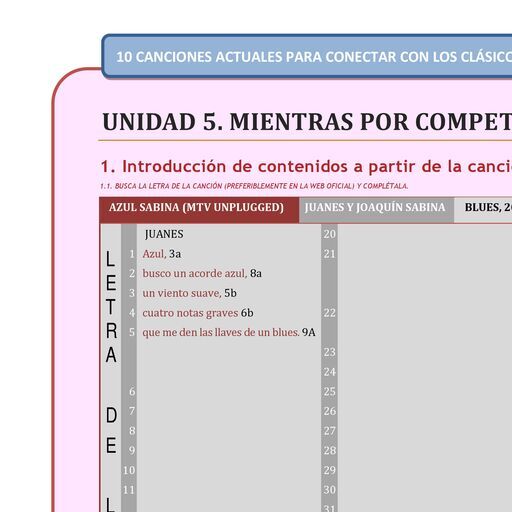 10 CANCIONES ACTUALES PARA CONECTAR CON LOS
UNIDAD 5. MIENTRAS POR
1. Introducción de contenidos a partir de la
1.1. BUSCA LA LETRA DE LA CANCIÓN (PREFERIBLEMENTE EN LA WEB OFICIAL) Y COMPLÉTALA.
AZUL SABINA (MTV UNPLUGGED) JUANES Y JOAQUÍN SABINA BLUES,
LETRA DE
JUANES
1 Azul, 3a
2 busco un acorde azul, 8a
3 un viento suave, 5b
4 cuatro notas graves 6b
5 que me den las llaves de un blues. 9A
6
7
8
9
10
11
20
21
22
23
24
25
26
27
28
29
30
31